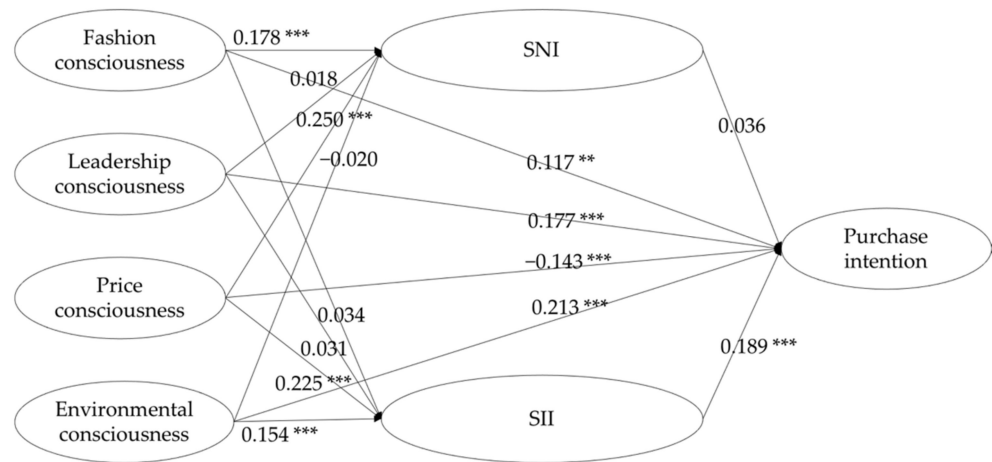 Fashion
consciousness
0.178 ***
SNI
0.018
Leadership
consciousness
0.250 ***
−0.020
0.036
0.117 **
0.177 ***
Purchase
intention
Price
consciousness
−0.143 ***
0.213 ***
0.034
0.031
0.189 ***
0.225 ***
Environmental
consciousness
0.154 ***
SII